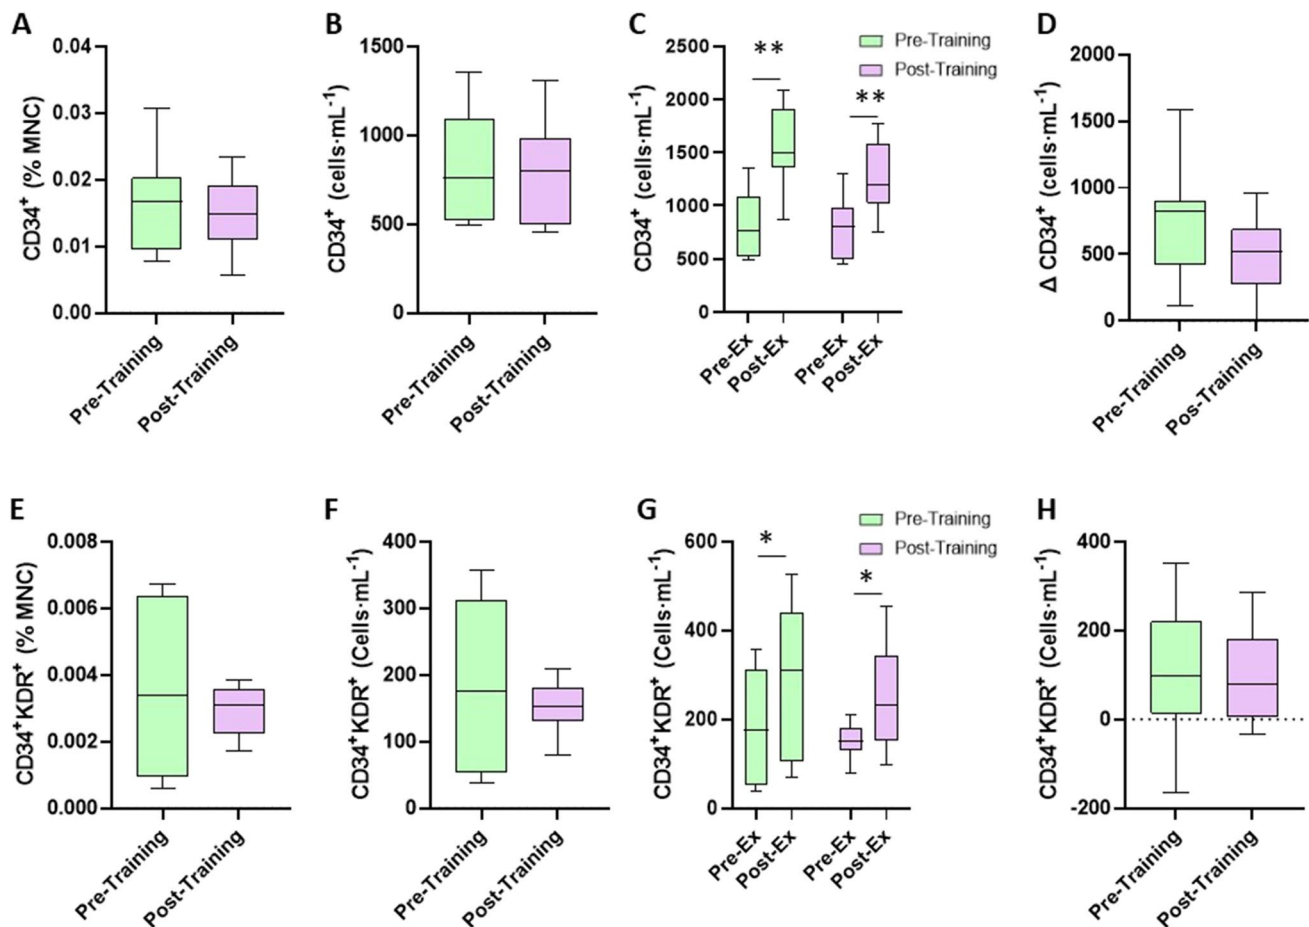 A
CD34⁺ (% MNC)
0.04
0.03
0.02
0.01
0.00
Pre-Training
Post-Training
B
CD34⁺ (cells·mL⁻¹)
1500
1000
500
0
Pre-Training
Post-Training
C
CD34⁺ (cells·mL⁻¹)
2500
2000
1500
1000
500
0
**
**
Pre-Training
Post-Training
Pre-Ex
Post-Ex
Pre-Ex
Post-Ex
D
Δ CD34⁺ (cells·mL⁻¹)
2000
1500
1000
500
0
Pre-Training
Pos-Training
E
CD34⁺KDR⁺ (% MNC)
0.008
0.006
0.004
0.002
0.000
Pre-Training
Post-Training
F
CD34⁺KDR⁺ (Cells·mL⁻¹)
400
300
200
100
0
Pre-Training
Post-Training
G
CD34⁺KDR⁺ (Cells·mL⁻¹)
600
400
200
0
*
*
Pre-Training
Post-Training
Pre-Ex
Post-Ex
Pre-Ex
Post-Ex
H
CD34⁺KDR⁺ (Cells·mL⁻¹)
400
200
0
-200
Pre-Training
Post-Training